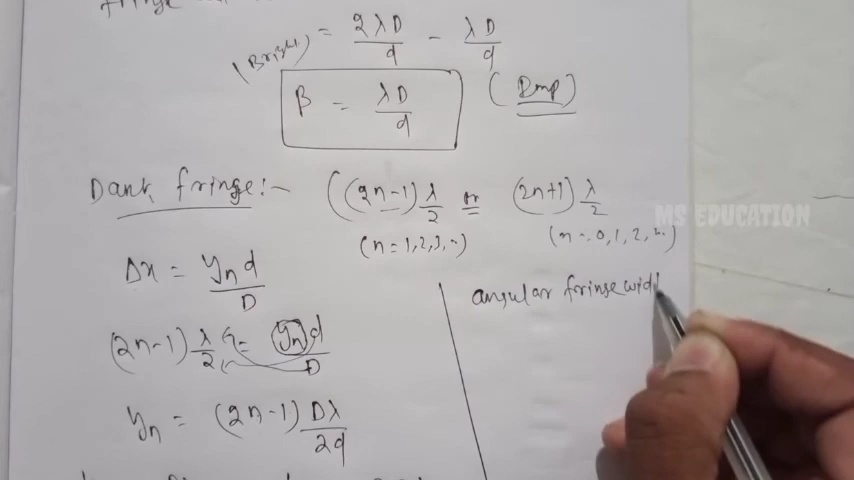 (Bright) = 2λD/d - λD/d
β = λD/d (Imp)
Dark fringe:- ((2n-1) λ/2 or (2n+1) λ/2
(n=1,2,3,..) (n=0,1,2,..)
MS EDUCATION
Δx = yn d/D
angular fringe wid
(2n-1) λ/2 = yn d/D
yn = (2n-1) Dλ/2d